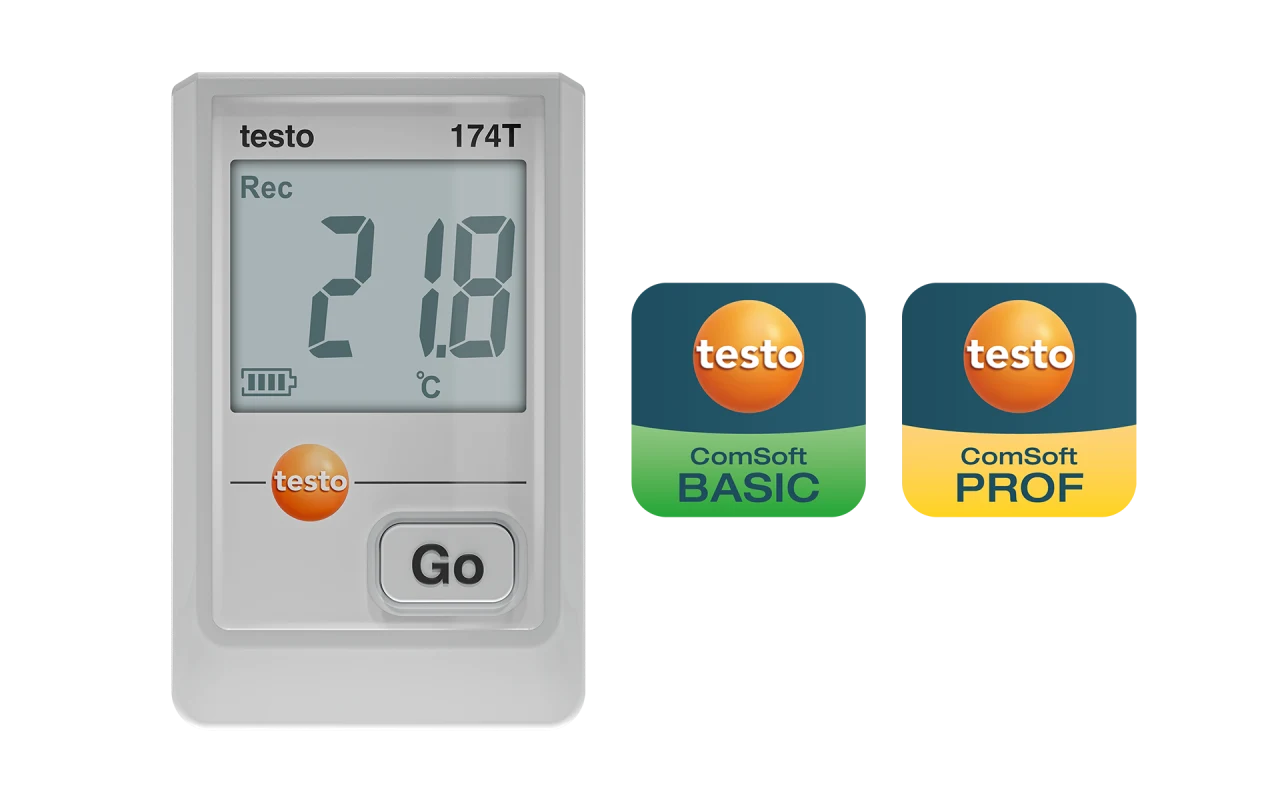 testo 174T
Rec
21.8
°C
testo
Go
testo
ComSoft
BASIC
testo
ComSoft
PROF